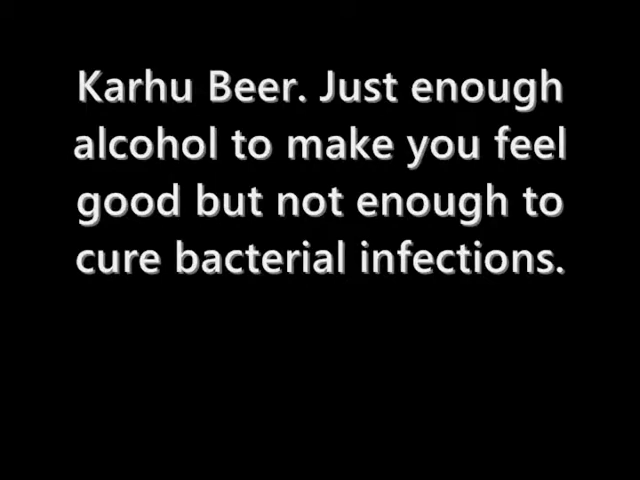 Karhu Beer. Just enough
alcohol to make you feel
good but not enough to
cure bacterial infections.